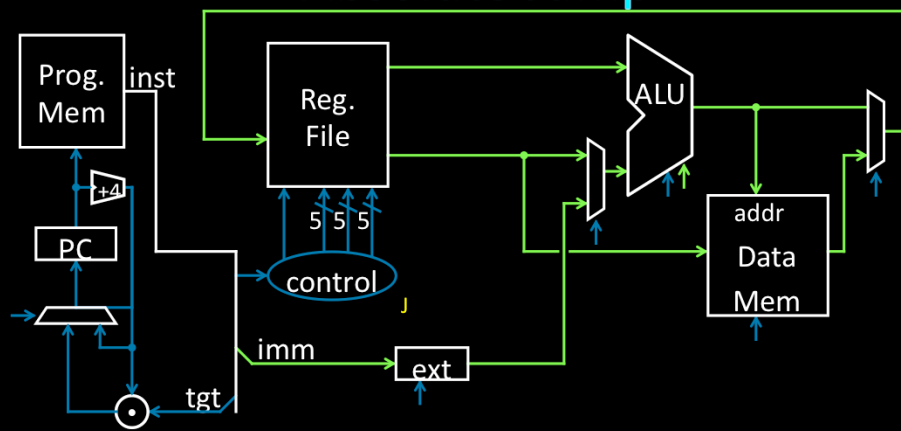 Prog.
Mem
inst
Reg.
File
ALU
+4
PC
5
5
5
control
addr
Data
Mem
J
imm
ext
tgt